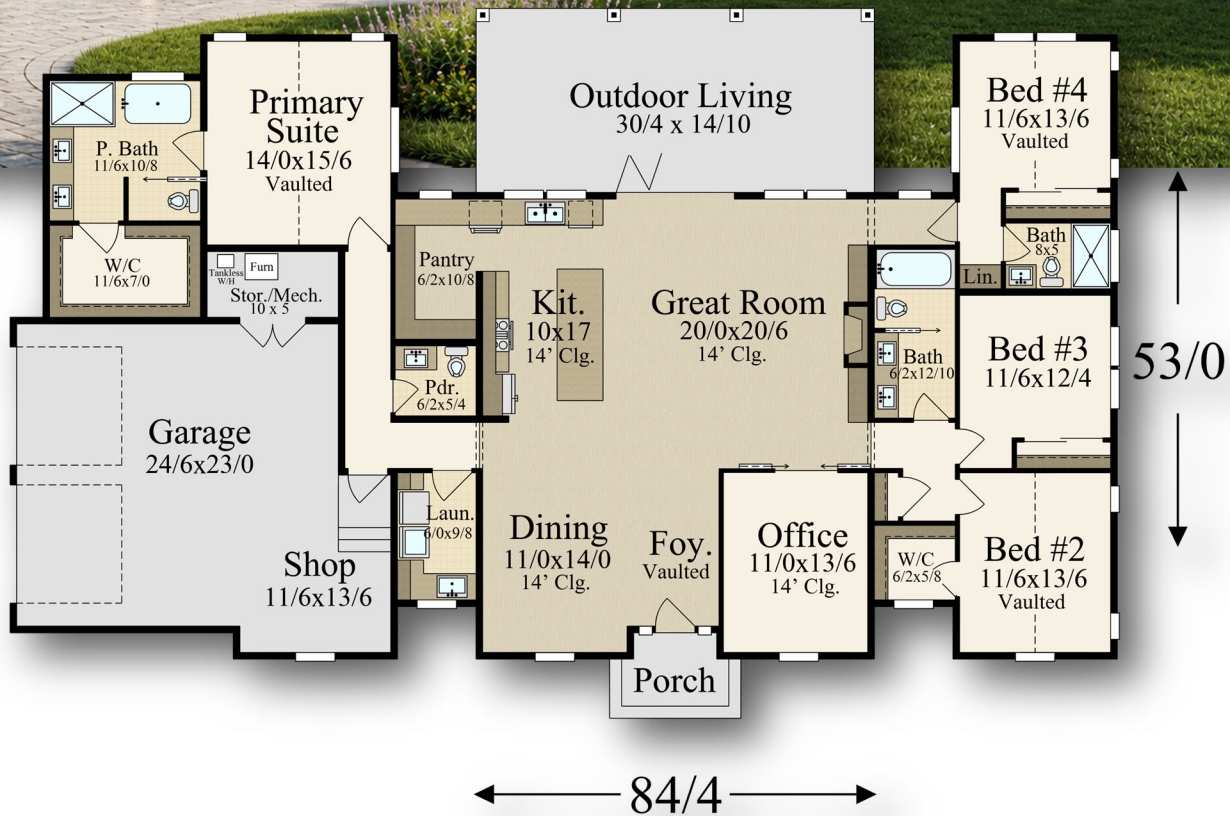 Outdoor Living
30/4 x 14/10
Primary
Suite
14/0x15/6
Vaulted
P. Bath
11/6x10/8
W/C
11/6x7/0
Tankless
W/H
Furn
Stor./Mech.
10 x 5
Pantry
6/2x10/8
Kit.
10x17
14' Clg.
Great Room
20/0x20/6
14' Clg.
Bed #4
11/6x13/6
Vaulted
Bath
8x5
Lin.
Bath
6/2x12/10
Bed #3
11/6x12/4
53/0
Pdr.
6/2x5/4
Garage
24/6x23/0
Shop
11/6x13/6
Laun.
6/0x9/8
Dining
11/0x14/0
14' Clg.
Foy.
Vaulted
Office
11/0x13/6
14' Clg.
W/C
6/2x5/8
Bed #2
11/6x13/6
Vaulted
Porch
84/4